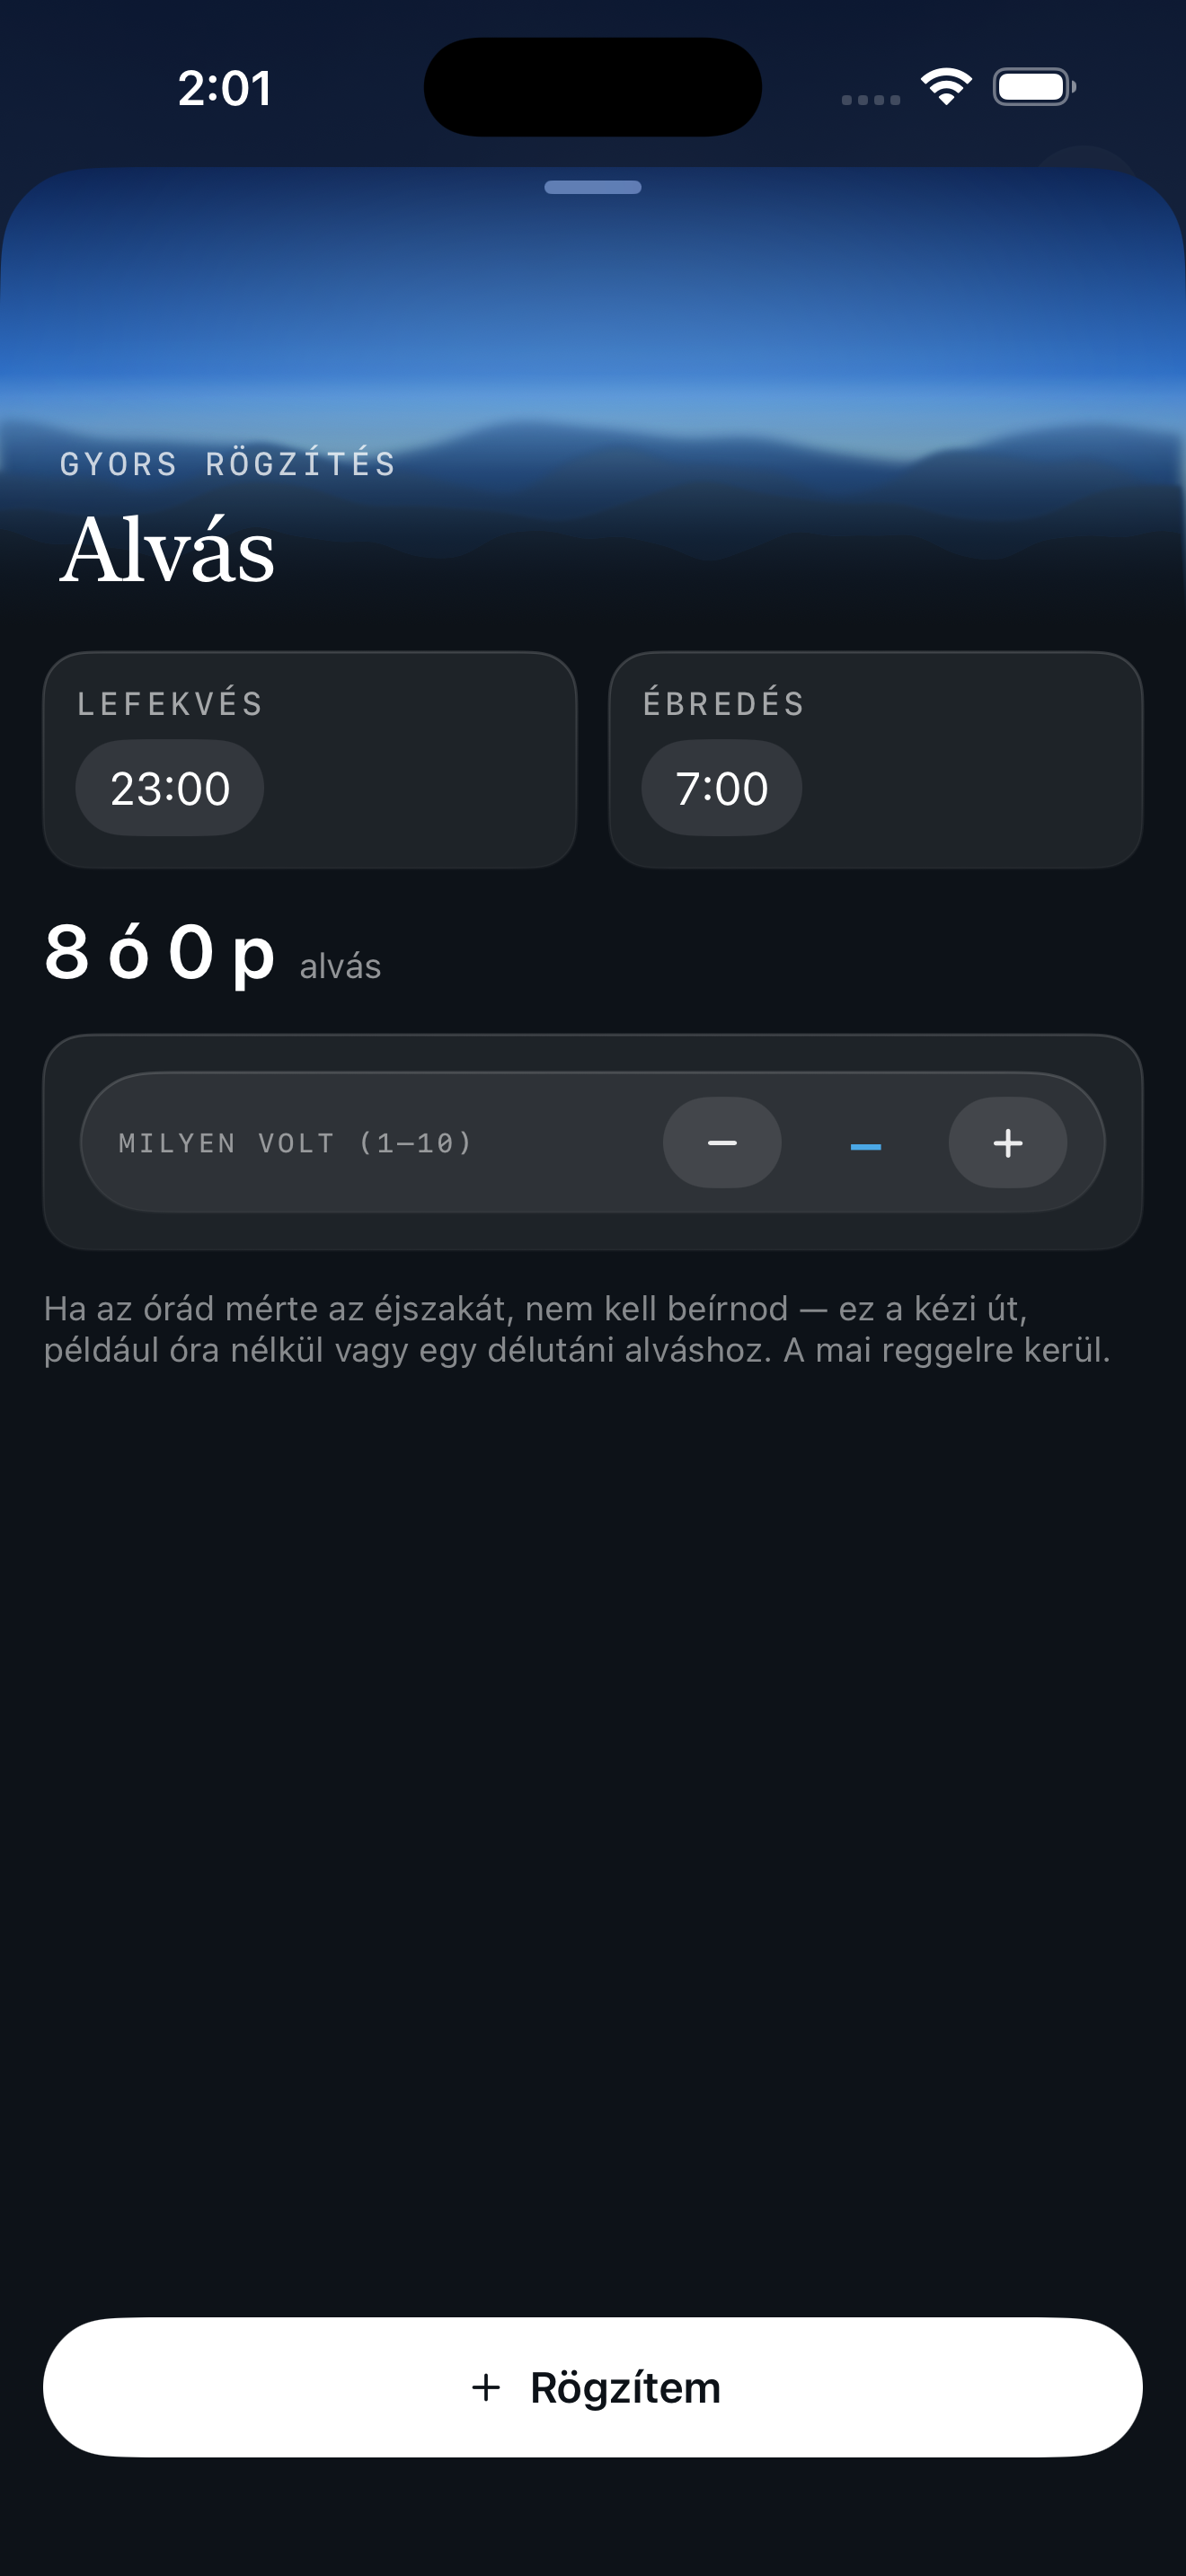 2:01
GYORS RÖGZÍTÉS
Alvás
LEFEKVÉS
23:00
ÉBREDÉS
7:00
8 ó 0 p alvás
MILYEN VOLT (1–10)
–
Ha az órád mérte az éjszakát, nem kell beírnod — ez a kézi út,
például óra nélkül vagy egy délutáni alváshoz. A mai reggelre kerül.
+ Rögzítem